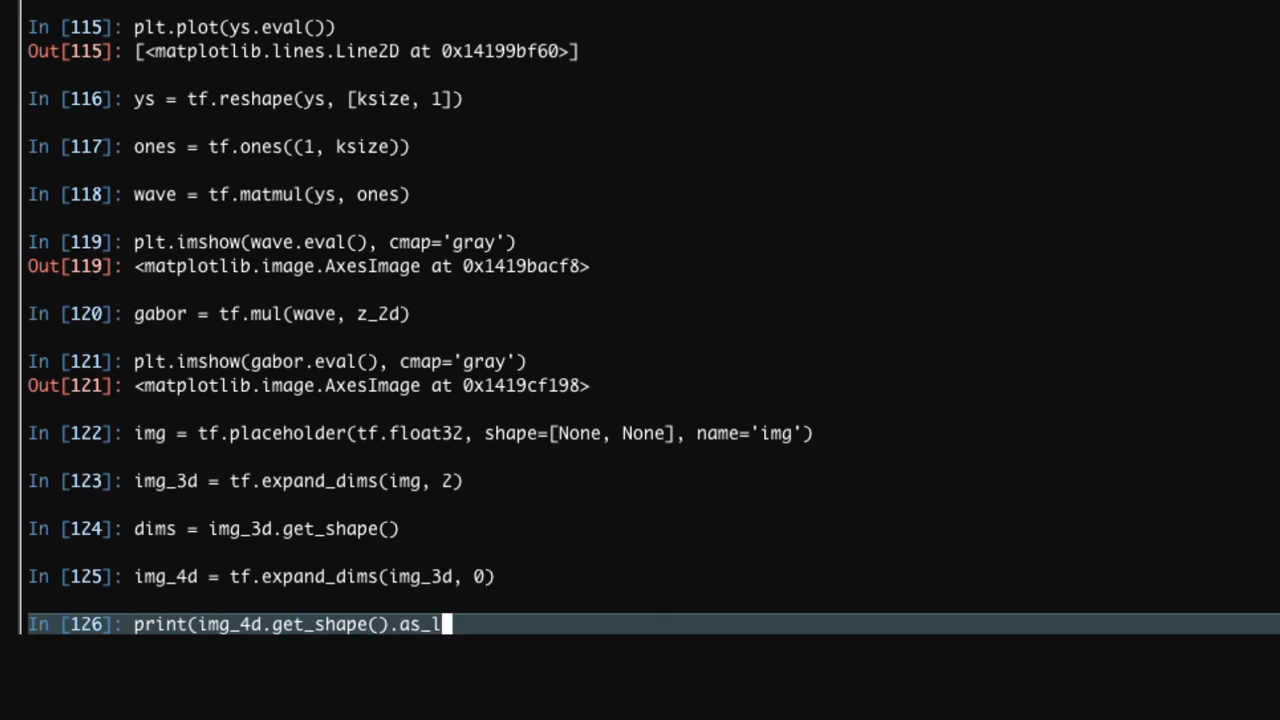 In [115]: plt.plot(ys.eval())
Out[115]: [<matplotlib.lines.Line2D at 0x14199bf60>]
In [116]: ys = tf.reshape(ys, [ksize, 1])
In [117]: ones = tf.ones((1, ksize))
In [118]: wave = tf.matmul(ys, ones)
In [119]: plt.imshow(wave.eval(), cmap='gray')
Out[119]: <matplotlib.image.AxesImage at 0x1419bacf8>
In [120]: gabor = tf.mul(wave, z_2d)
In [121]: plt.imshow(gabor.eval(), cmap='gray')
Out[121]: <matplotlib.image.AxesImage at 0x1419cf198>
In [122]: img = tf.placeholder(tf.float32, shape=[None, None], name='img')
In [123]: img_3d = tf.expand_dims(img, 2)
In [124]: dims = img_3d.get_shape()
In [125]: img_4d = tf.expand_dims(img_3d, 0)
In [126]: print(img_4d.get_shape().as_l